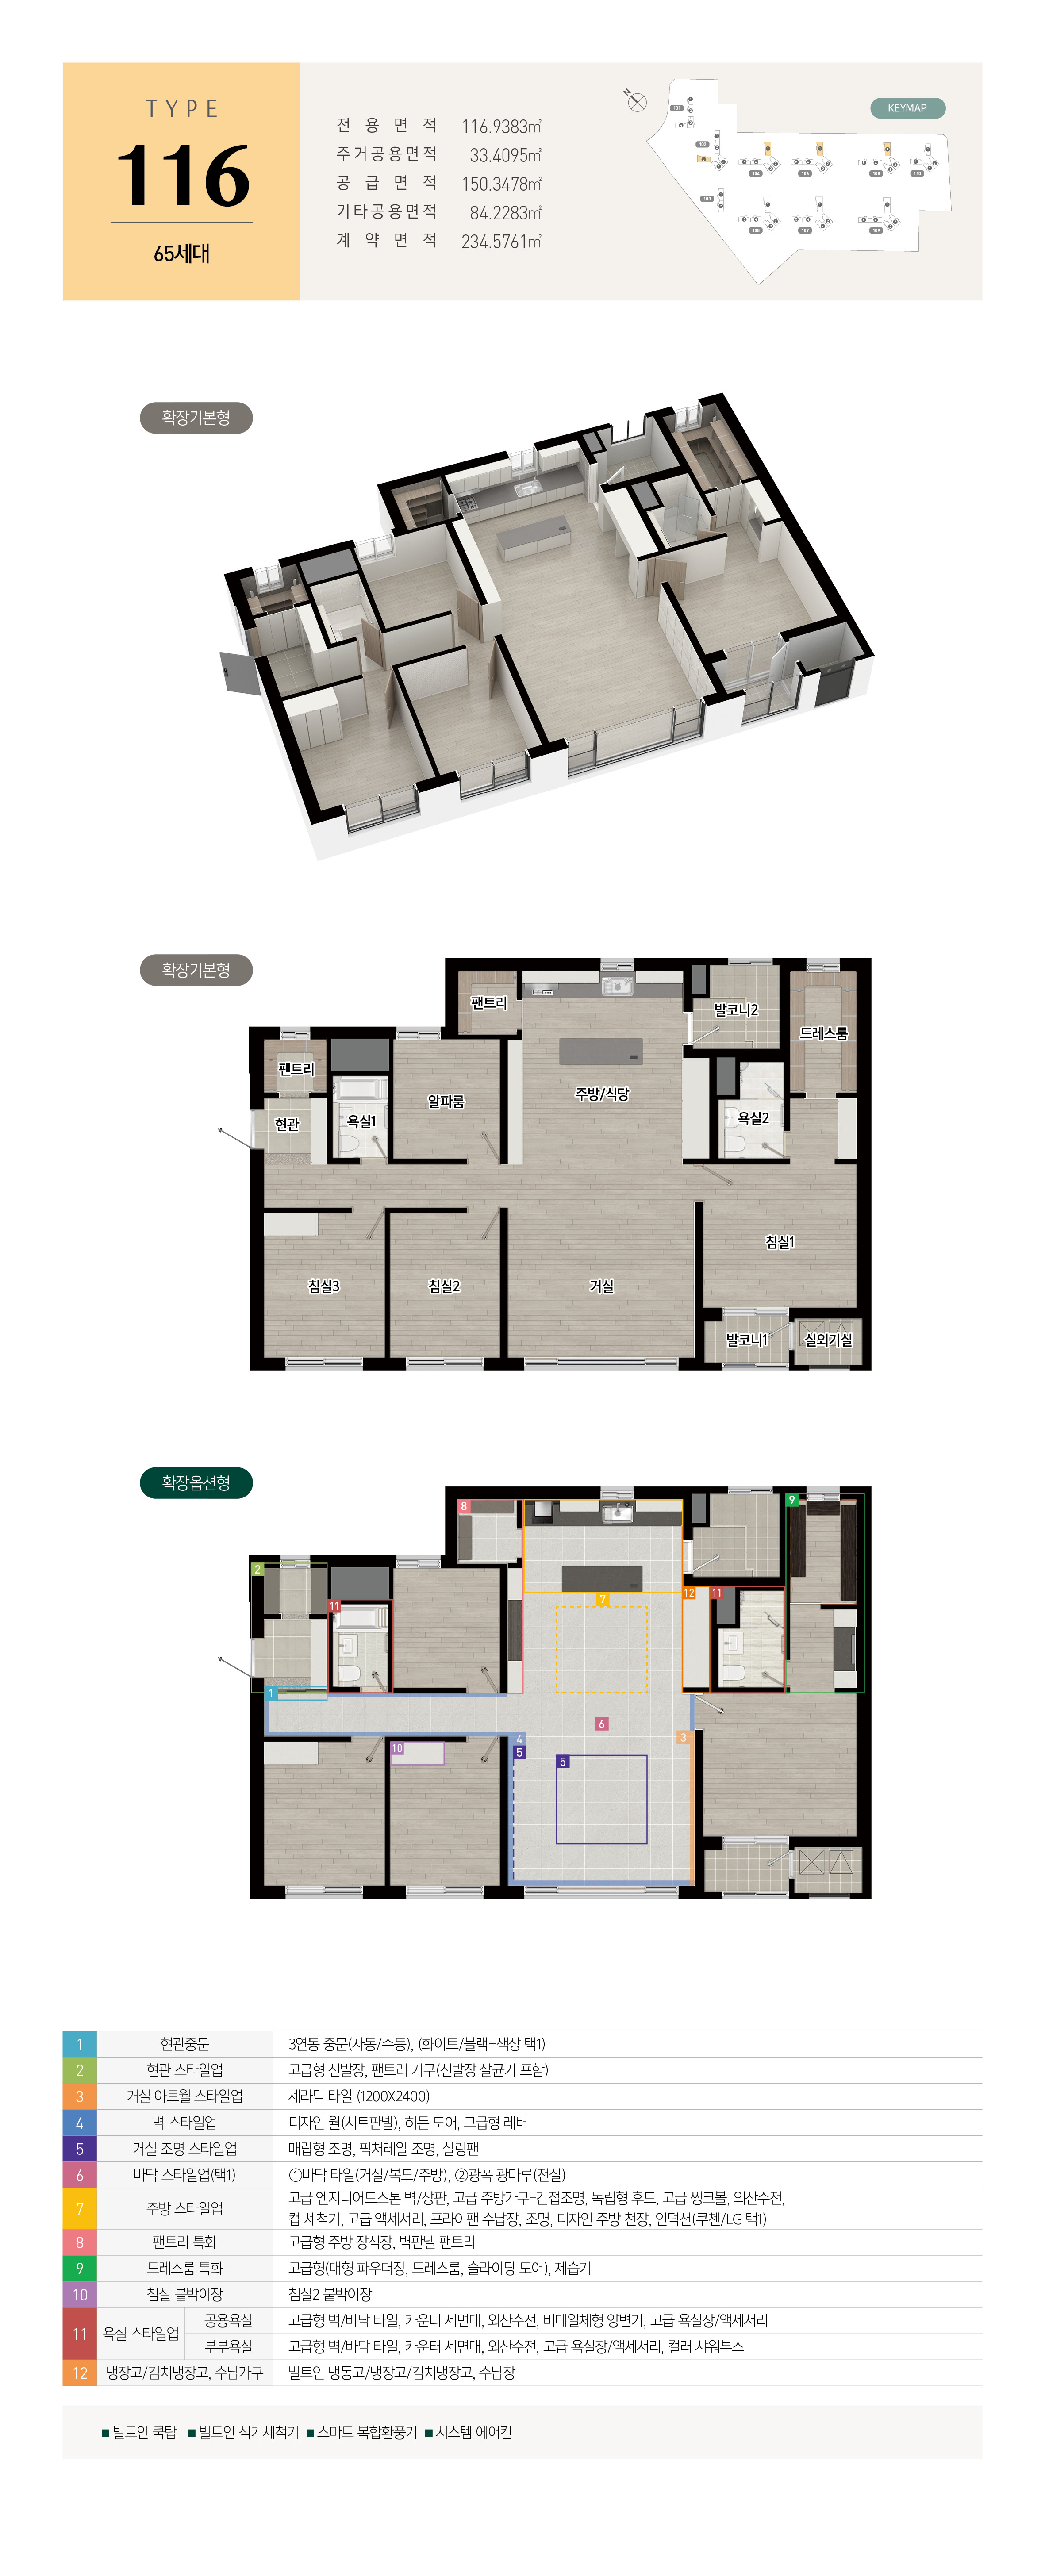 TYPE
116
65세대
전용면적 116.9383㎡
주거공용면적 33.4095㎡
공급면적 150.3478㎡
기타공용면적 84.2283㎡
계약면적 234.5761㎡
N
KEYMAP
101
102
103
104
106
108
110
105
107
109
확장기본형
확장기본형
팬트리
발코니2
드레스룸
팬트리
알파룸
주방/식당
현관
욕실1
욕실2
침실1
침실3
침실2
거실
발코니1
실외기실
확장옵션형
8
9
2
7
12
11
11
1
6
4
3
10
5
5
1 현관중문 3연동 중문(자동/수동), (화이트/블랙-색상 택1)
2 현관 스타일업 고급형 신발장, 팬트리 가구(신발장 살균기 포함)
3 거실 아트월 스타일업 세라믹 타일 (1200X2400)
4 벽 스타일업 디자인 월(시트판넬), 히든 도어, 고급형 레버
5 거실 조명 스타일업 매립형 조명, 픽처레일 조명, 실링팬
6 바닥 스타일업(택1) ①바닥 타일(거실/복도/주방), ②광폭 광마루(전실)
7 주방 스타일업 고급 엔지니어드스톤 벽/상판, 고급 주방가구-간접조명, 독립형 후드, 고급 씽크볼, 외산수전,
컵 세척기, 고급 액세서리, 프라이팬 수납장, 조명, 디자인 주방 천장, 인덕션(쿠첸/LG 택1)
8 팬트리 특화 고급형 주방 장식장, 벽판넬 팬트리
9 드레스룸 특화 고급형(대형 파우더장, 드레스룸, 슬라이딩 도어), 제습기
10 침실 붙박이장 침실2 붙박이장
11 욕실 스타일업 공용욕실 고급형 벽/바닥 타일, 카운터 세면대, 외산수전, 비데일체형 양변기, 고급 욕실장/액세서리
부부욕실 고급형 벽/바닥 타일, 카운터 세면대, 외산수전, 고급 욕실장/액세서리, 컬러 샤워부스
12 냉장고/김치냉장고, 수납가구 빌트인 냉동고/냉장고/김치냉장고, 수납장
■ 빌트인 쿡탑 ■ 빌트인 식기세척기 ■ 스마트 복합환풍기 ■ 시스템 에어컨